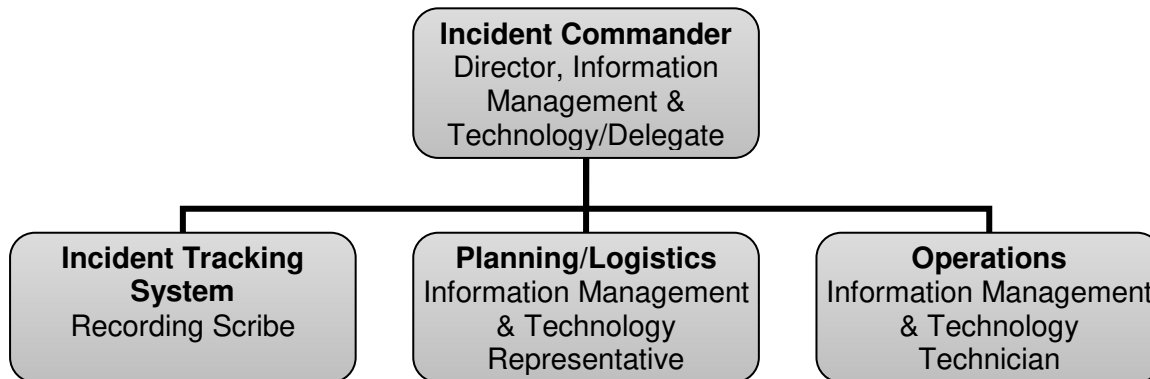 Incident Commander
Director, Information
Management &
Technology/Delegate
Incident Tracking
System
Recording Scribe
Planning/Logistics
Information Management
& Technology
Representative
Operations
Information Management
& Technology
Technician